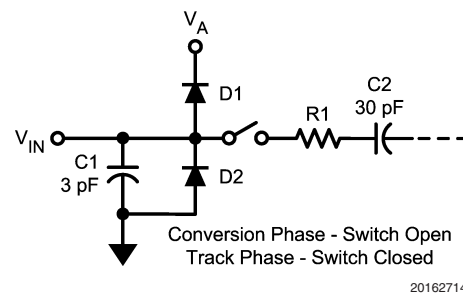 VA
D1
C2
30 pF
R1
VIN
C1
3 pF
D2
Conversion Phase - Switch Open
Track Phase - Switch Closed
20162714